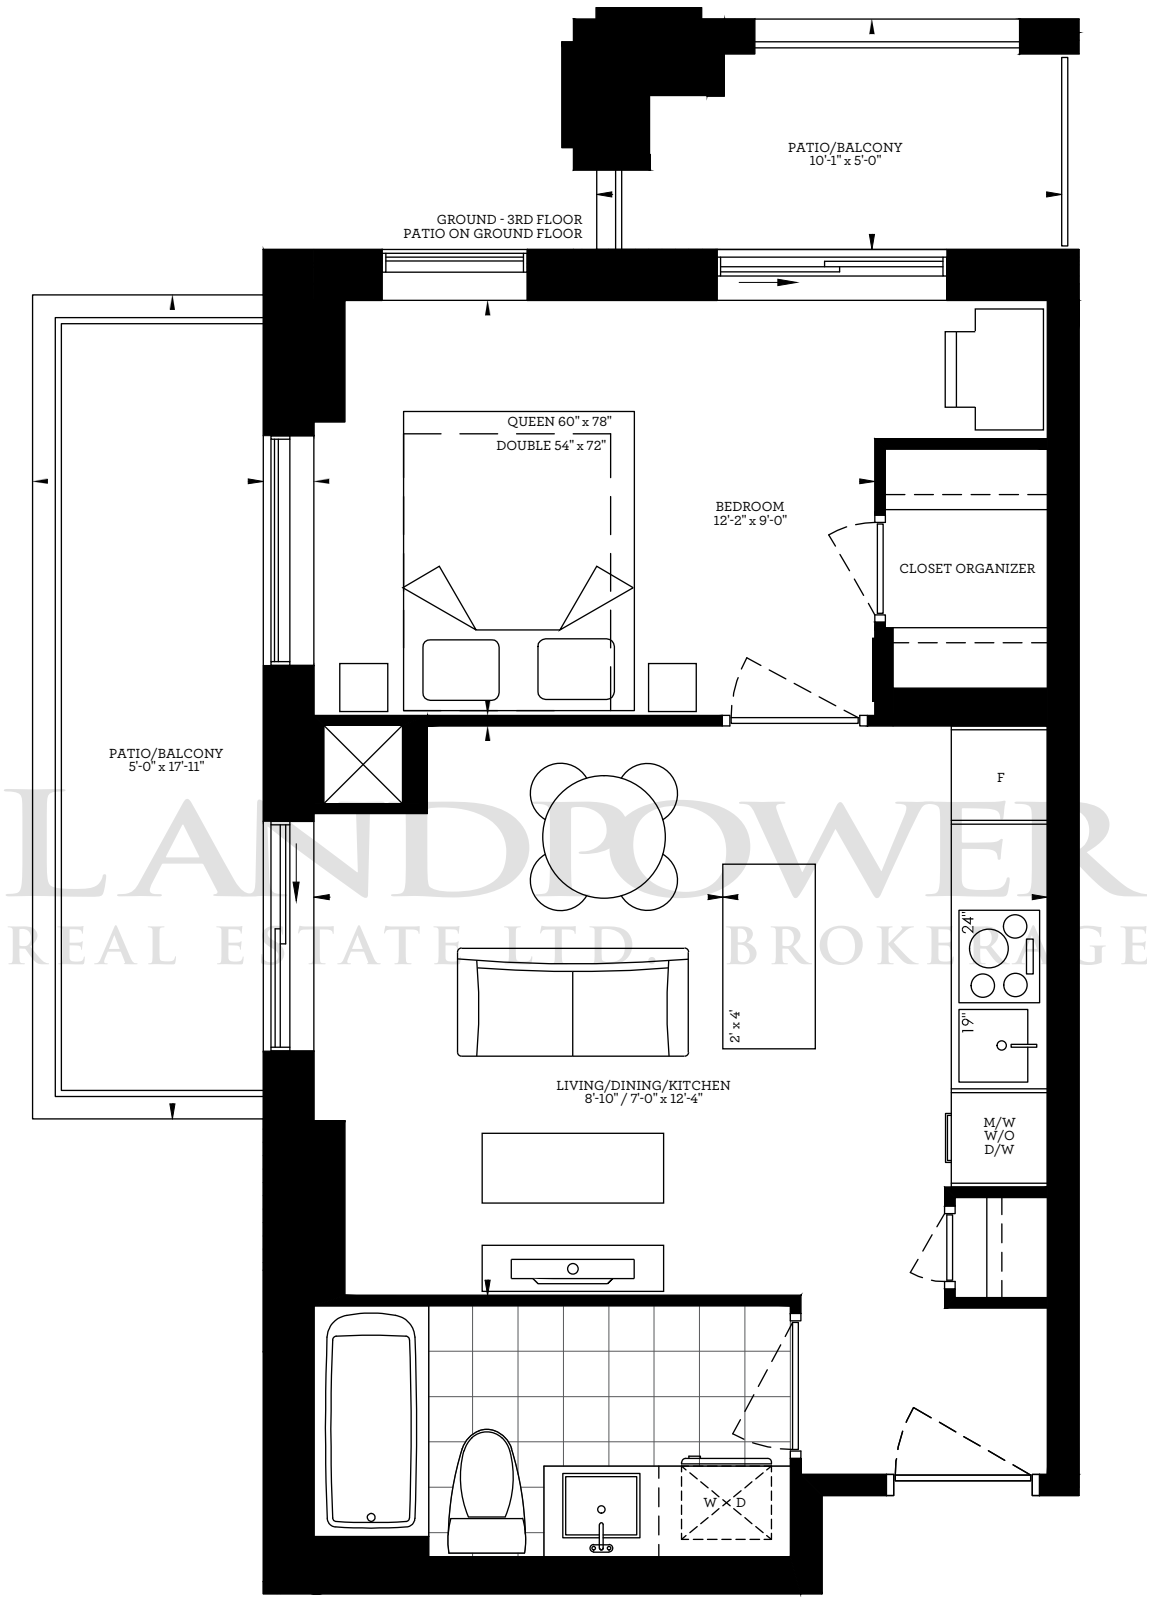 PATIO/BALCONY
10'-1" x 5'-0"
GROUND - 3RD FLOOR
PATIO ON GROUND FLOOR
QUEEN 60" x 78"
DOUBLE 54" x 72"
BEDROOM
12'-2" x 9'-0"
CLOSET ORGANIZER
PATIO/BALCONY
5'-0" x 17'-11"
F
LANDPOWER
REAL ESTATE LTD. BROKERAGE
24"
19"
2' x 4'
LIVING/DINING/KITCHEN
8'-10" / 7'-0" x 12'-4"
M/W
W/O
D/W
W D